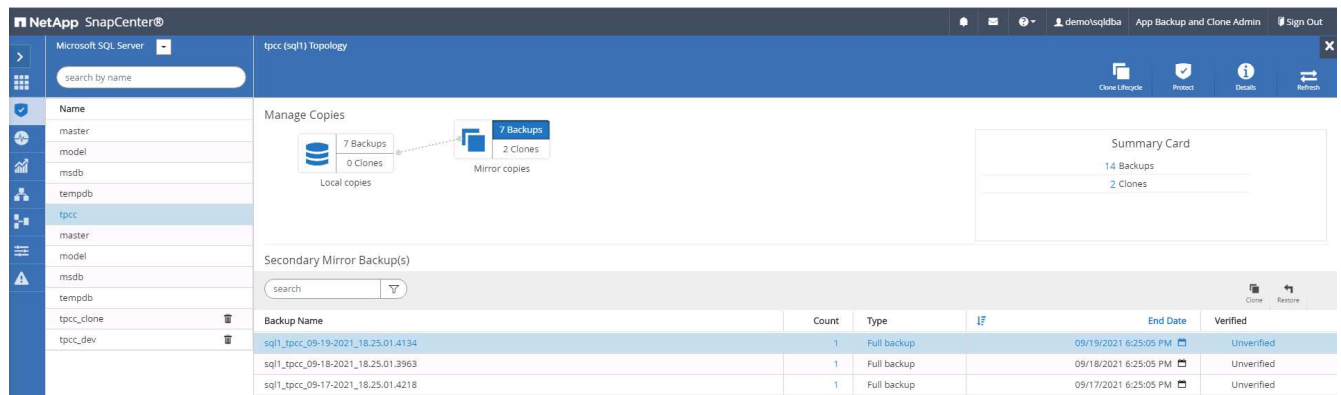 NetApp SnapCenter®
demo\sqldba App Backup and Clone Admin Sign Out
Microsoft SQL Server
search by name
Name
master
model
msdb
tempdb
tpcc
master
model
msdb
tempdb
tpcc_clone
tpcc_dev
tpcc (sql1) Topology
Clone Lifecycle Protect Details Refresh
Manage Copies
7 Backups
0 Clones
Local copies
7 Backups
2 Clones
Mirror copies
Summary Card
14 Backups
2 Clones
Secondary Mirror Backup(s)
search
Clone Restore
Backup Name Count Type End Date Verified
sql1_tpcc_09-19-2021_18.25.01.4134 1 Full backup 09/19/2021 6:25:05 PM Unverified
sql1_tpcc_09-18-2021_18.25.01.3963 1 Full backup 09/18/2021 6:25:05 PM Unverified
sql1_tpcc_09-17-2021_18.25.01.4218 1 Full backup 09/17/2021 6:25:05 PM Unverified